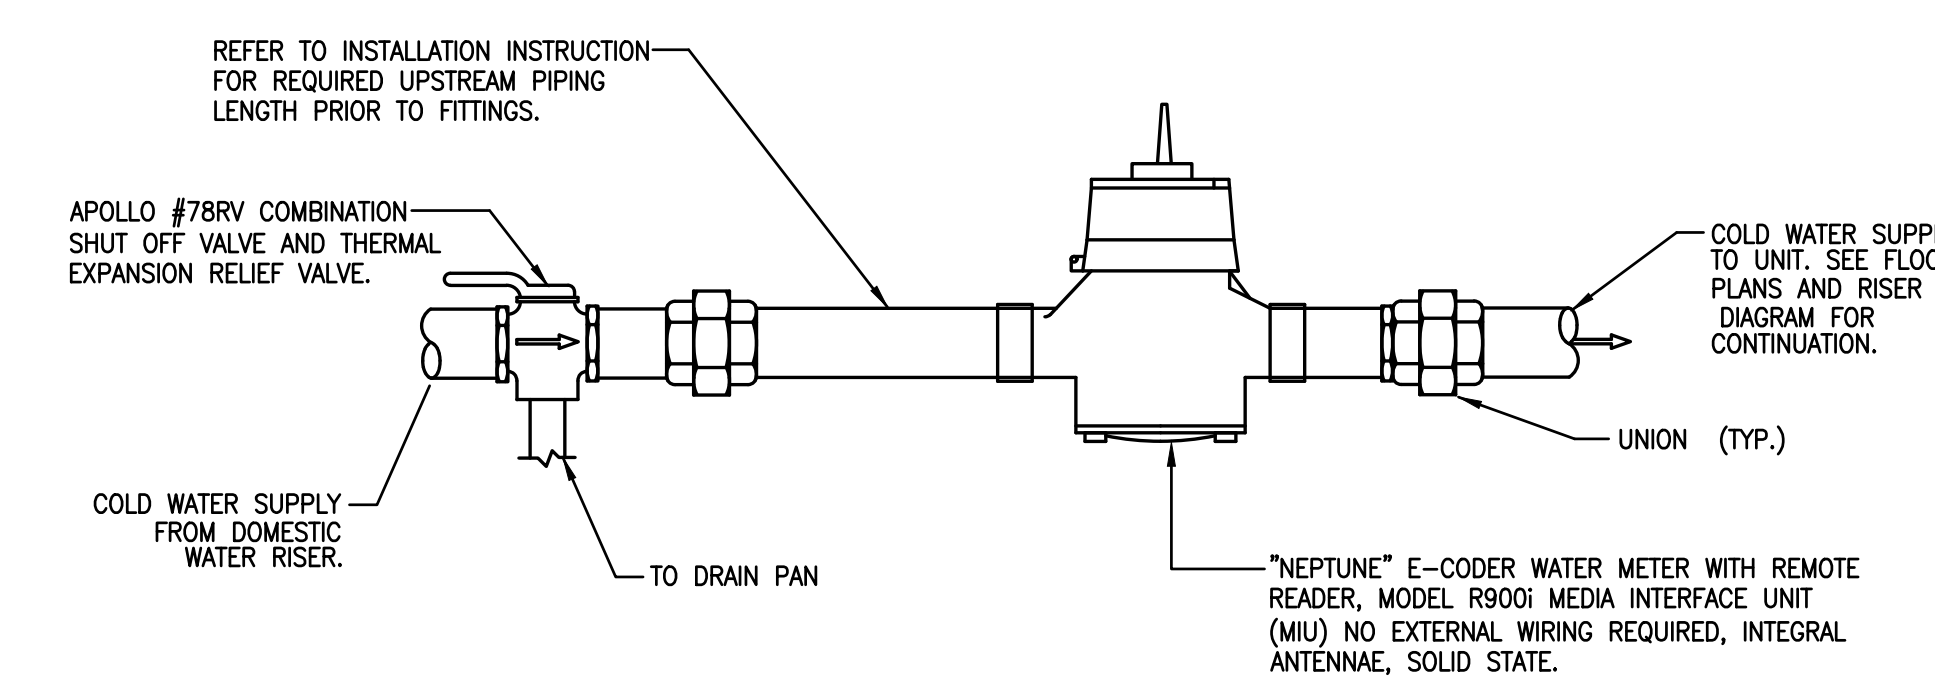 REFER TO INSTALLATION INSTRUCTION
FOR REQUIRED UPSTREAM PIPING
LENGTH PRIOR TO FITTINGS.
APOLLO #78RV COMBINATION
SHUT OFF VALVE AND THERMAL
EXPANSION RELIEF VALVE.
COLD WATER
TO UNIT. SEE
PLANS AND RISER
DIAGRAM FOR
CONTINUATION.
UNION (TYP.)
COLD WATER SUPPLY
FROM DOMESTIC
WATER RISER.
TO DRAIN PAN
"NEPTUNE" E-CODER WATER METER WITH REMOTE
READER, MODEL R900i MEDIA INTERFACE UNIT
(MIU) NO EXTERNAL WIRING REQUIRED, INTEGRAL
ANTENNAE, SOLID STATE.